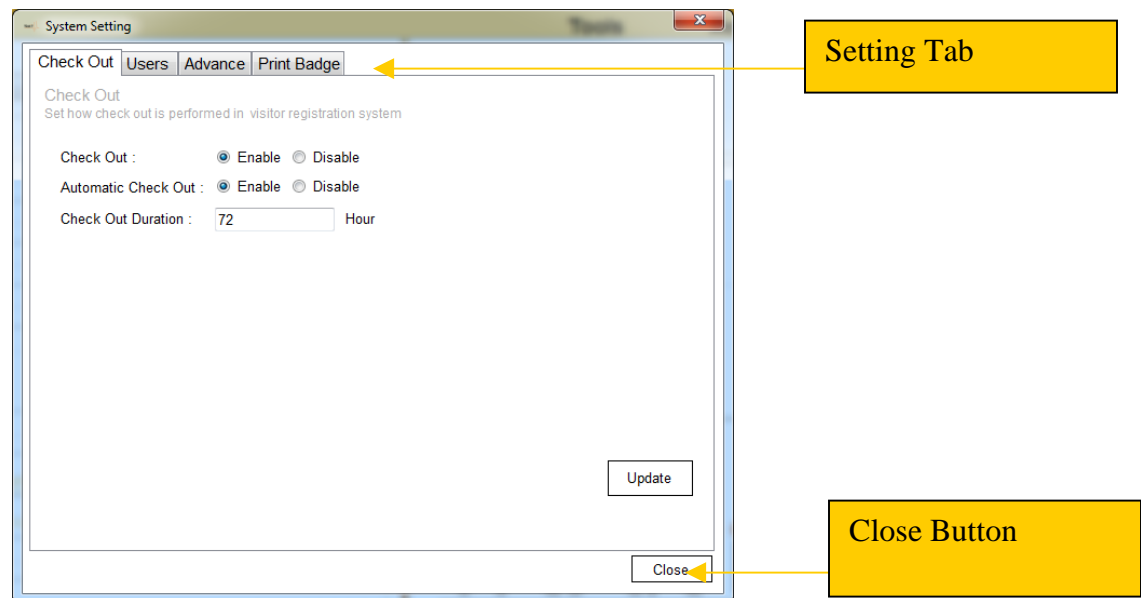 System Setting
Tools
Check Out Users Advance Print Badge
Setting Tab
Check Out
Set how check out is performed in visitor registration system
Check Out : Enable Disable
Automatic Check Out : Enable Disable
Check Out Duration : 72 Hour
Update
Close Button
Close